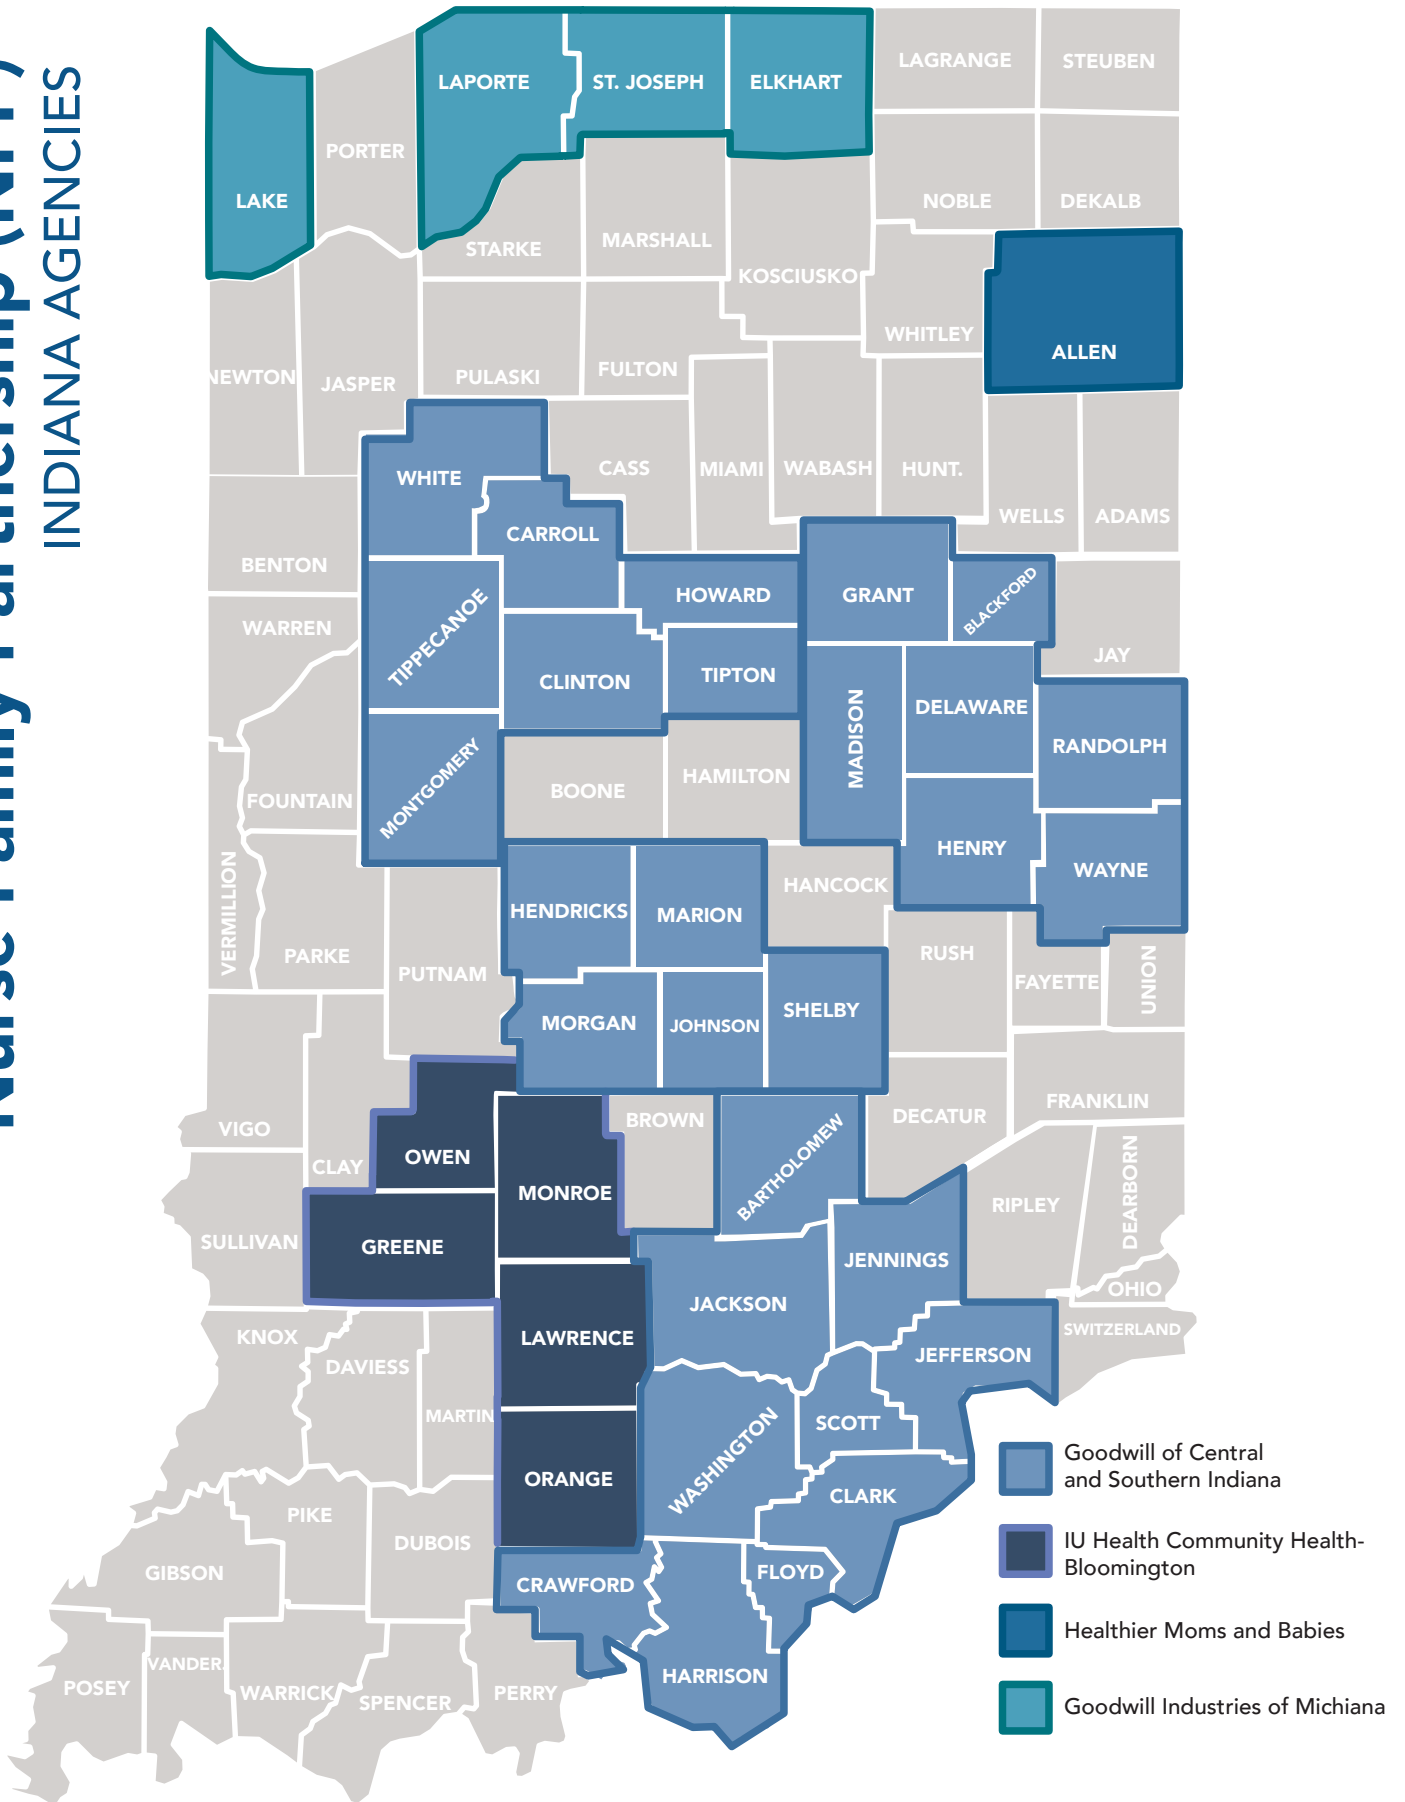 Nurse Family Partnership (NFP)
INDIANA AGENCIES
LAGRANGE
STEUBEN
LAPORTE
ST. JOSEPH
ELKHART
PORTER
LAKE
NOBLE
DEKALB
STARKE
MARSHALL
KOSCIUSKO
WHITLEY
ALLEN
NEWTON
JASPER
PULASKI
FULTON
WHITE
CASS
MIAMI
WABASH
HUNT.
WELLS
ADAMS
CARROLL
BENTON
HOWARD
GRANT
BLACKFORD
WARREN
TIPPECANOE
CLINTON
TIPTON
JAY
MADISON
DELAWARE
RANDOLPH
MONTGOMERY
BOONE
HAMILTON
FOUNTAIN
HENRY
WAYNE
VERMILLION
HENDRICKS
MARION
HANCOCK
PARKE
PUTNAM
RUSH
FAYETTE
UNION
MORGAN
JOHNSON
SHELBY
VIGO
CLAY
OWEN
BROWN
BARTHOLOMEW
DECATUR
FRANKLIN
MONROE
RIPLEY
DEARBORN
SULLIVAN
GREENE
JENNINGS
OHIO
JACKSON
SWITZERLAND
KNOX
LAWRENCE
DAVIESS
JEFFERSON
MARTIN
SCOTT
WASHINGTON
ORANGE
CLARK
PIKE
DUBOIS
GIBSON
CRAWFORD
FLOYD
VANDER.
POSEY
WARRICK
SPENCER
PERRY
HARRISON
Goodwill of Central
and Southern Indiana
IU Health Community Health-
Bloomington
Healthier Moms and Babies
Goodwill Industries of Michiana